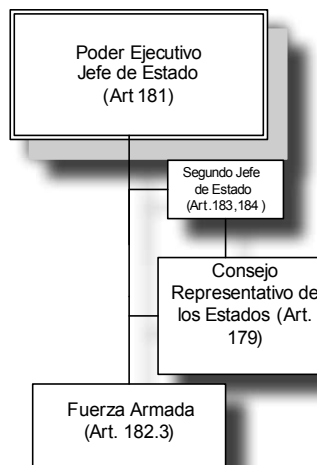 Poder Ejecutivo
Jefe de Estado
(Art 181)
Segundo Jefe
de Estado
(Art.183,184 )
Consejo
Representativo de
los Estados (Art.
179)
Fuerza Armada
(Art. 182.3)